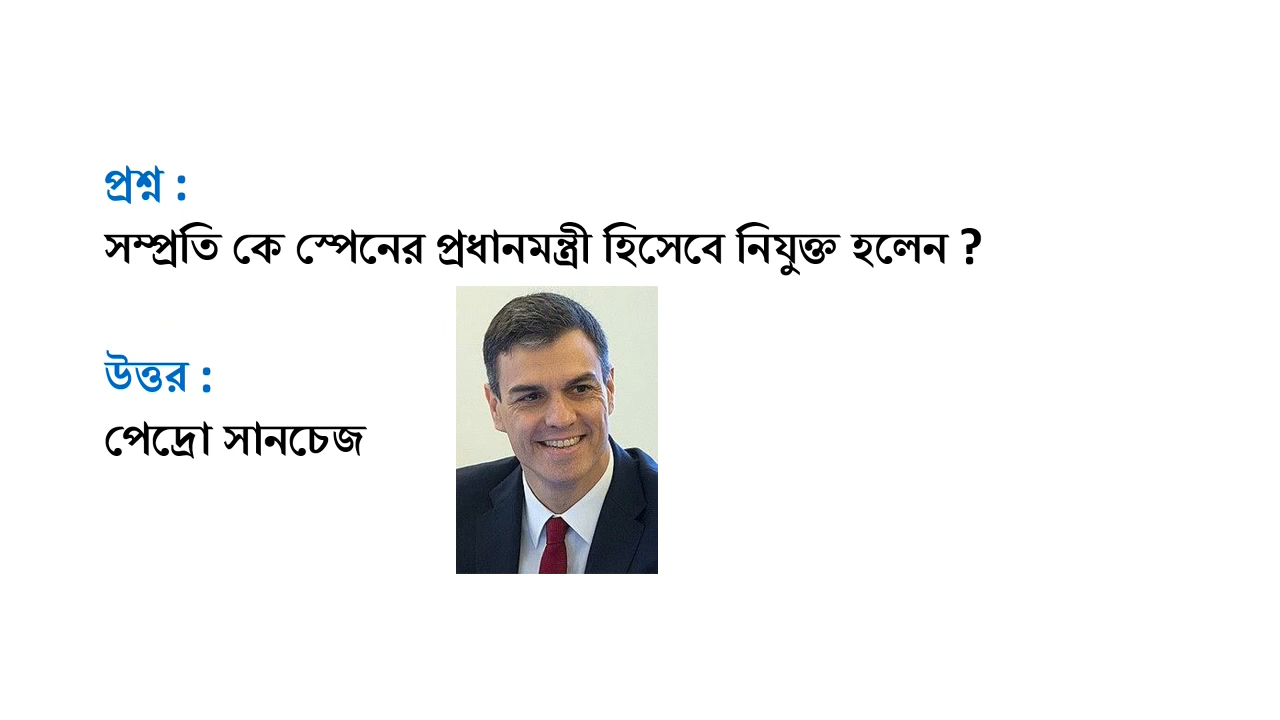 প্রশ্ন :
সম্প্রতি কে স্পেনের প্রধানমন্ত্রী হিসেবে নিযুক্ত হলেন ?
উত্তর :
পেদ্রো সানচেজ